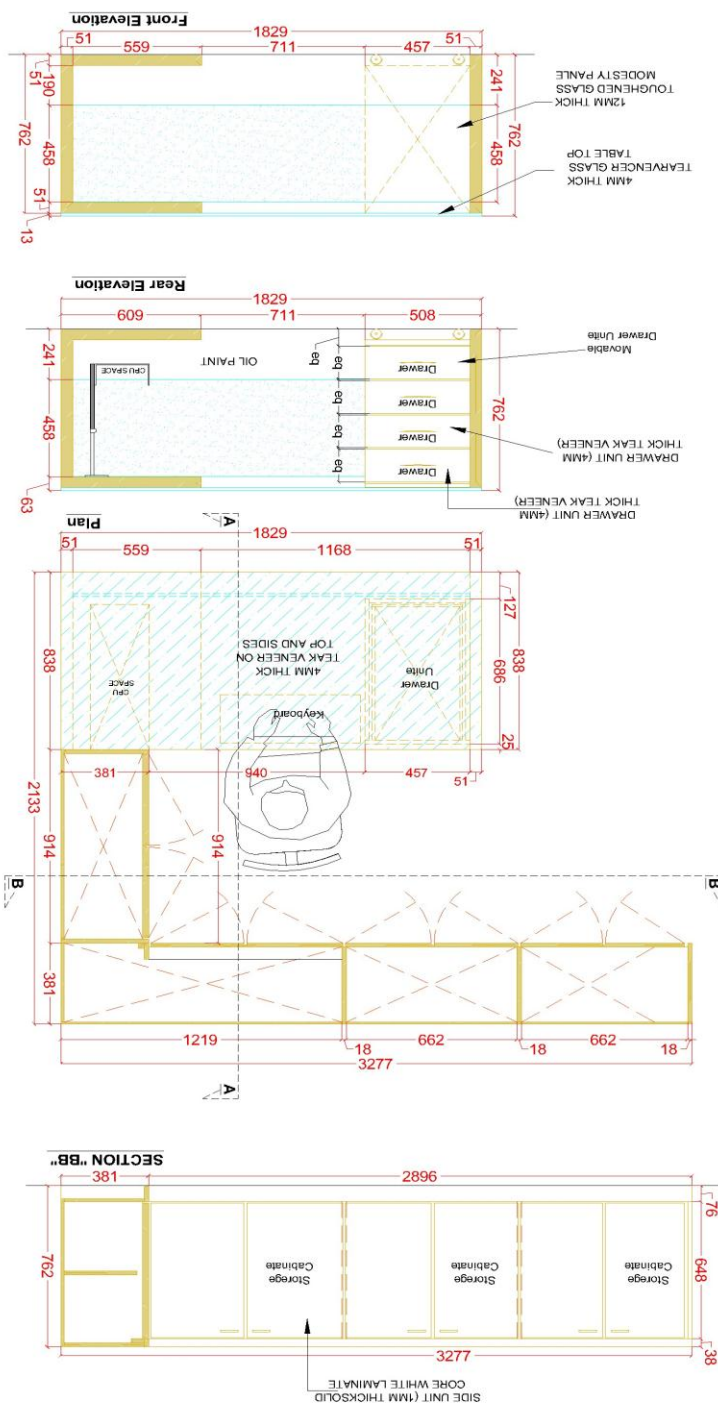 SIDE UNIT (1MM THICKSOLID
CORE WHITE LAMINATE
3277
38
648
76
762
Storege
Cabinate
Storege
Cabinate
Storege
Cabinate
2896
381
SECTION "BB"
A
3277
18
662
18
662
18
1219
381
B
B
914
914
2133
51
457
940
381
25
686
127
838
Drawer
Unite
Keyboard
4MM THICK
TEAK VENEER ON
TOP AND SIDES
CPU
SPACE
838
1168
559
51
1829
A
Plan
DRAWER UNIT (4MM
THICK TEAK VENEER)
DRAWER UNIT (4MM
THICK TEAK VENEER)
Movable
Drawer Unite
762
Drawer
Drawer
Drawer
Drawer
eq
eq
eq
eq
eq
OIL PAINT
CPU SPACE
63
458
241
508
711
609
1829
Rear Elevation
4MM THICK
TEARVENCER GLASS
TABLE TOP
12MM THICK
TOUGHENED GLASS
MODESTY PANLE
762
458
241
13
51
458
190
51
762
51
457
711
559
51
1829
Front Elevation